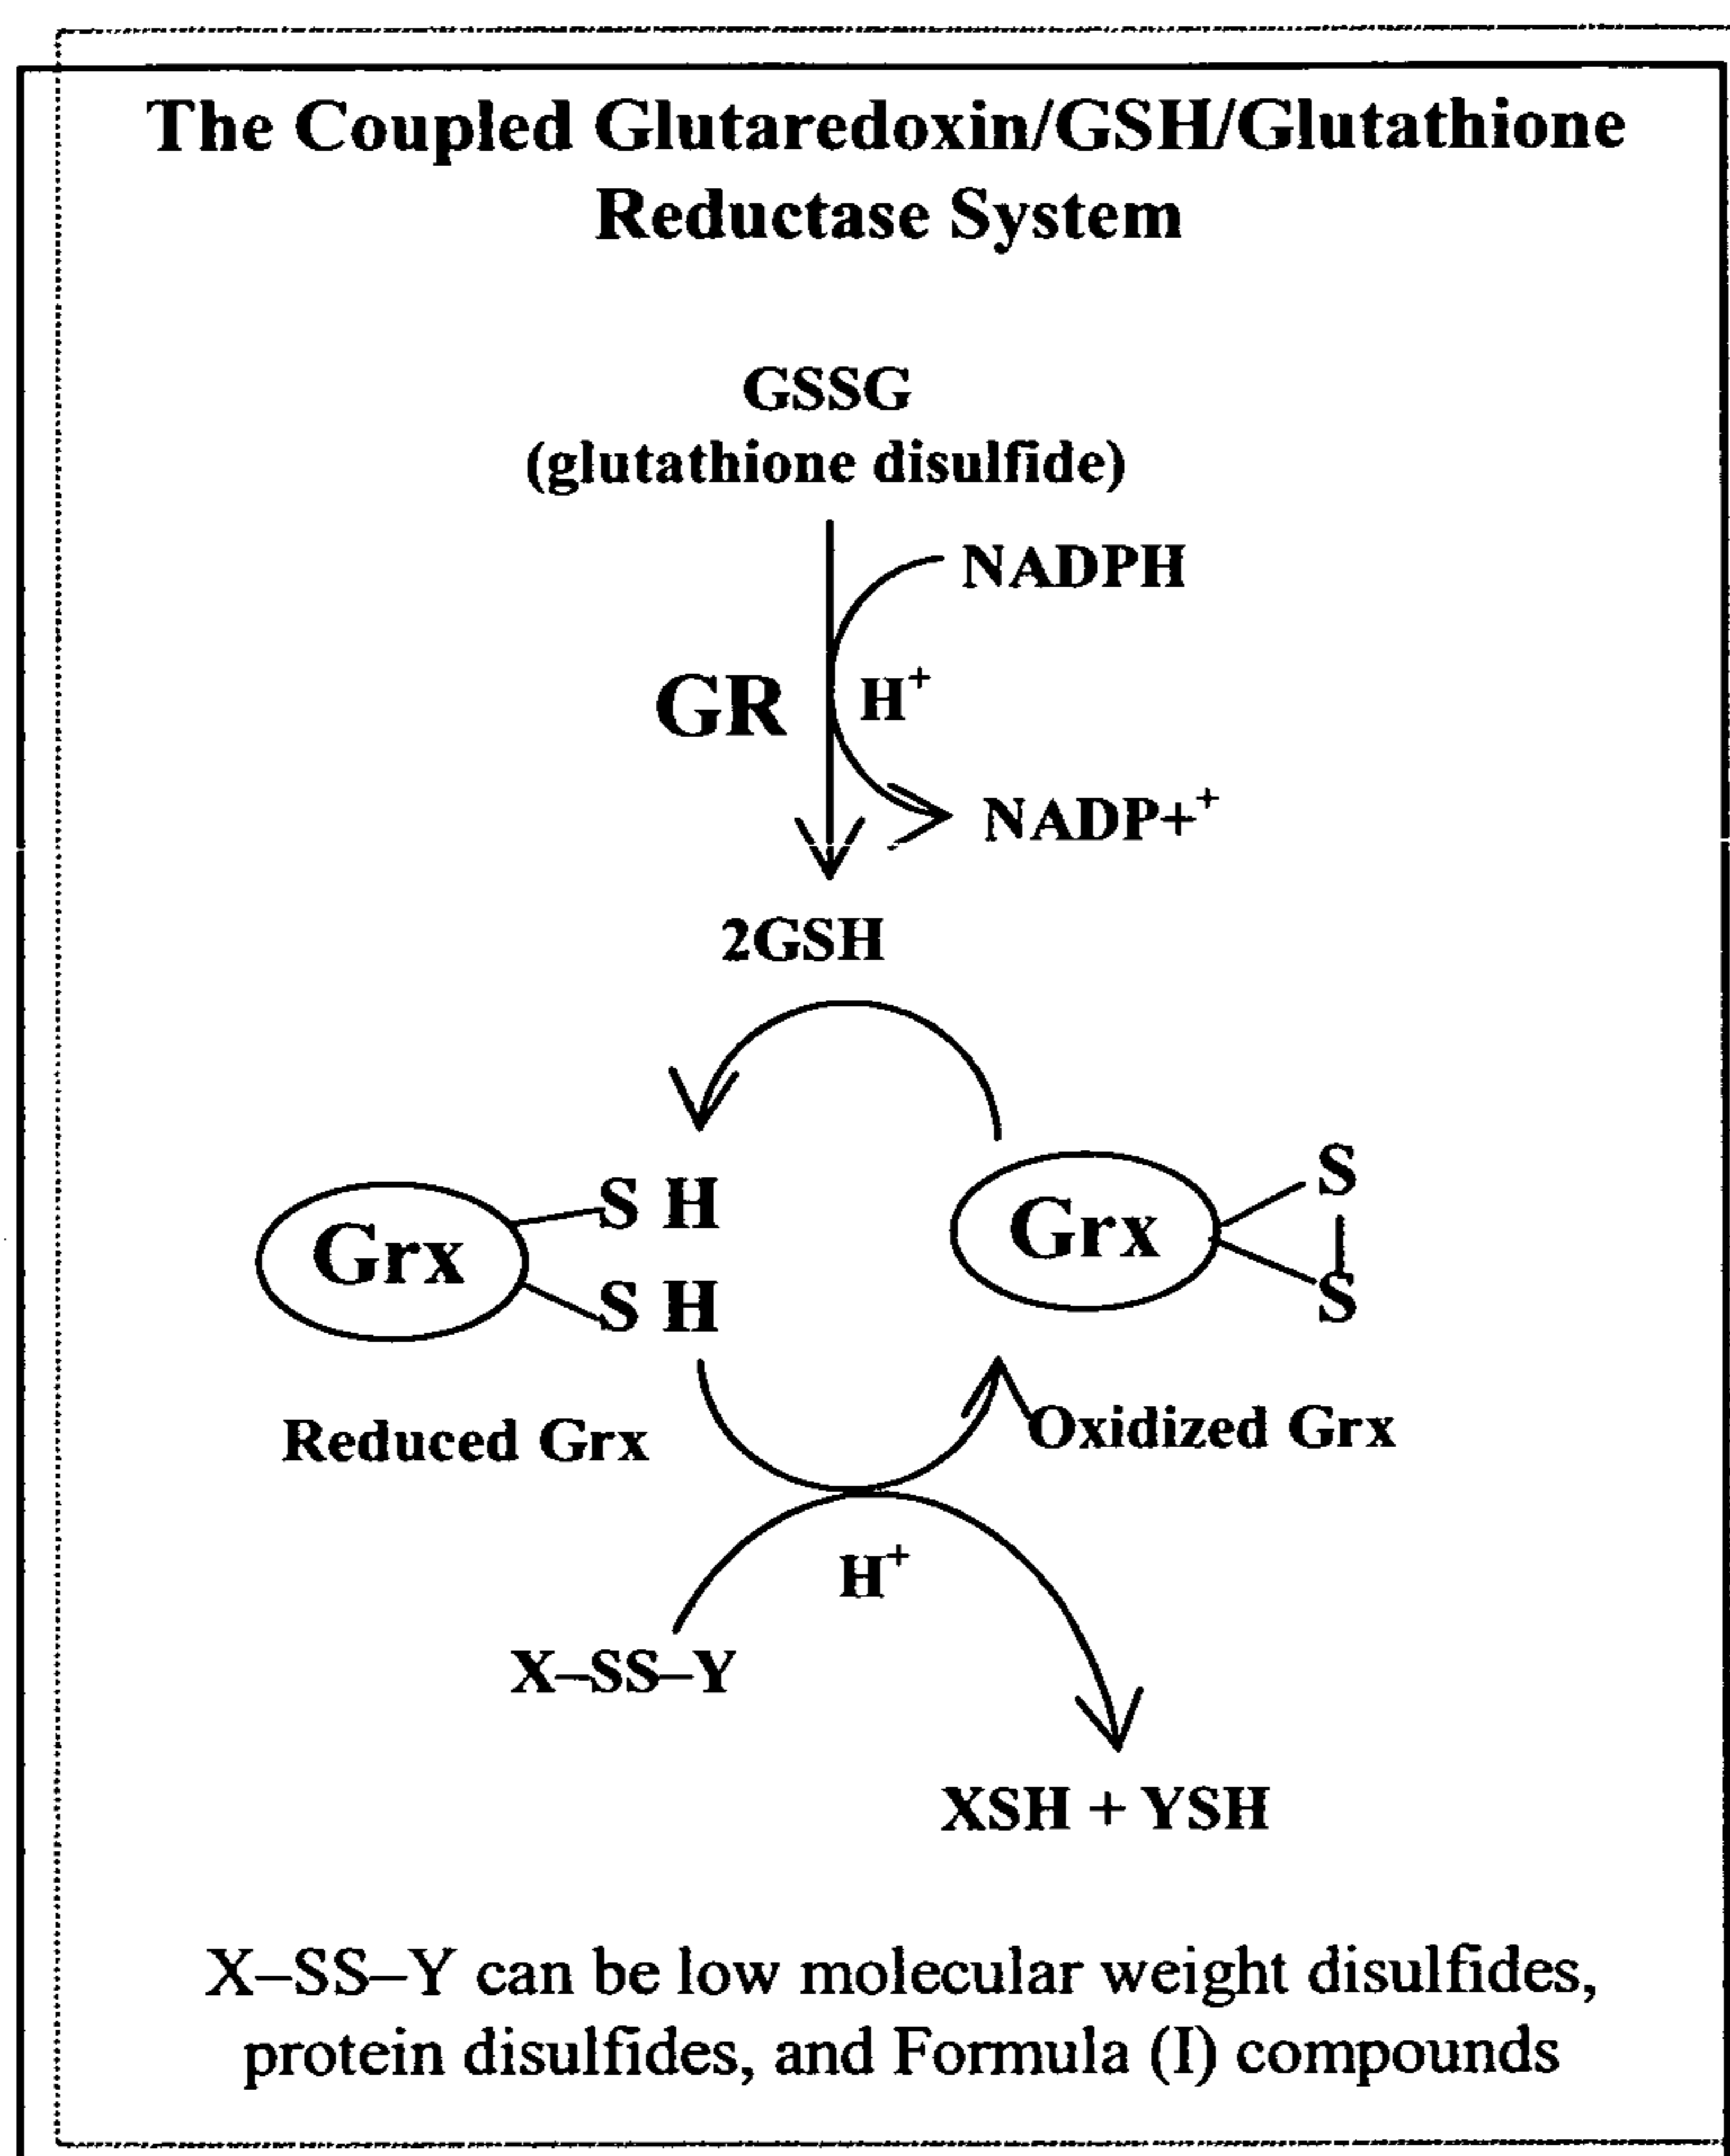 The Coupled Glutaredoxin/GSH/Glutathione
Reductase System
GSSG
(glutathione disulfide)
NADPH
GR
H⁺
NADP+⁺
2GSH
Grx
S H
S H
Grx
S
S
Reduced Grx
Oxidized Grx
H⁺
X–SS–Y
XSH + YSH
X–SS–Y can be low molecular weight disulfides,
protein disulfides, and Formula (I) compounds